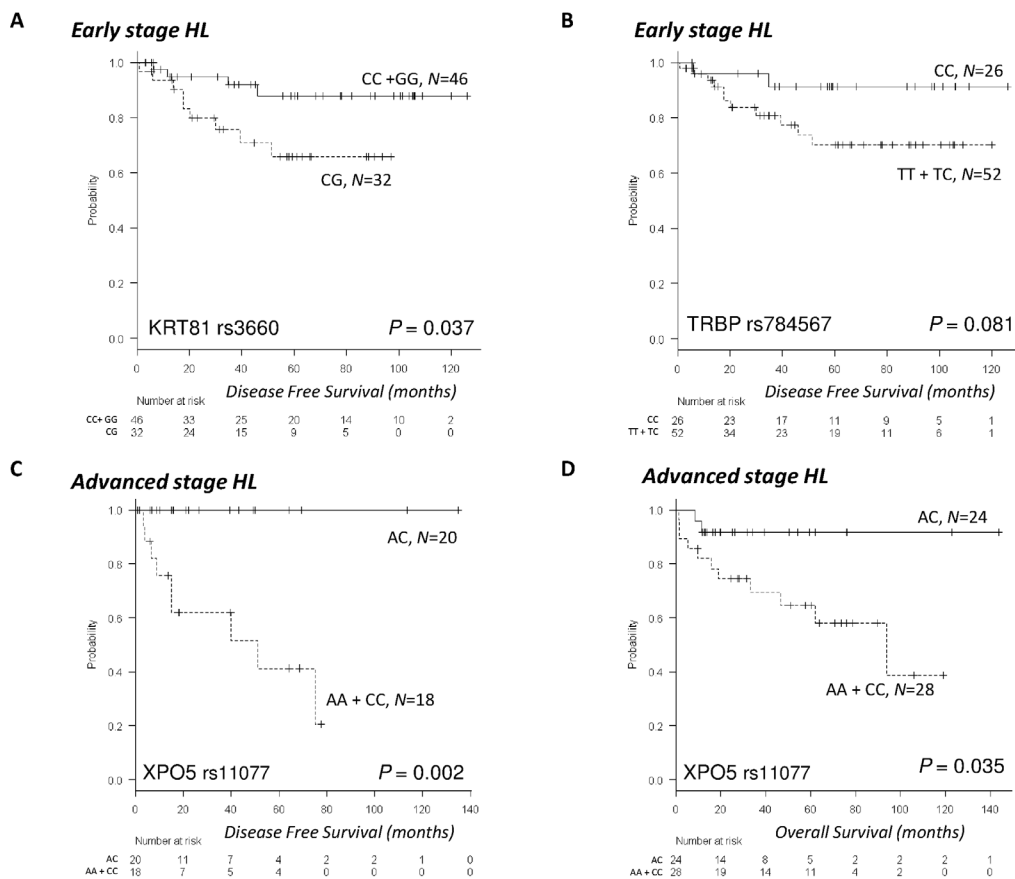 A
Early stage HL
1.0
0.8
0.6
0.4
0.2
0.0
Probability
CC +GG, N=46
CG, N=32
KRT81 rs3660
P = 0.037
0 20 40 60 80 100 120
Disease Free Survival (months)
Number at risk
CC+ GG 46 33 25 20 14 10 2
CG 32 24 15 9 5 0 0
B
Early stage HL
1.0
0.8
0.6
0.4
0.2
0.0
Probability
CC, N=26
TT + TC, N=52
TRBP rs784567
P = 0.081
0 20 40 60 80 100 120
Disease Free Survival (months)
Number at risk
CC 26 23 17 11 9 5 1
TT + TC 52 34 23 19 11 6 1
C
Advanced stage HL
1.0
0.8
0.6
0.4
0.2
0.0
Probability
AC, N=20
AA + CC, N=18
XPO5 rs11077
P = 0.002
0 20 40 60 80 100 120 140
Disease Free Survival (months)
Number at risk
AC 20 11 7 4 2 2 1 0
AA + CC 18 7 5 4 0 0 0 0
D
Advanced stage HL
1.0
0.8
0.6
0.4
0.2
0.0
Probability
AC, N=24
AA + CC, N=28
XPO5 rs11077
P = 0.035
0 20 40 60 80 100 120 140
Overall Survival (months)
Number at risk
AC 24 14 8 5 2 2 2 1
AA + CC 28 19 14 11 4 2 0 0